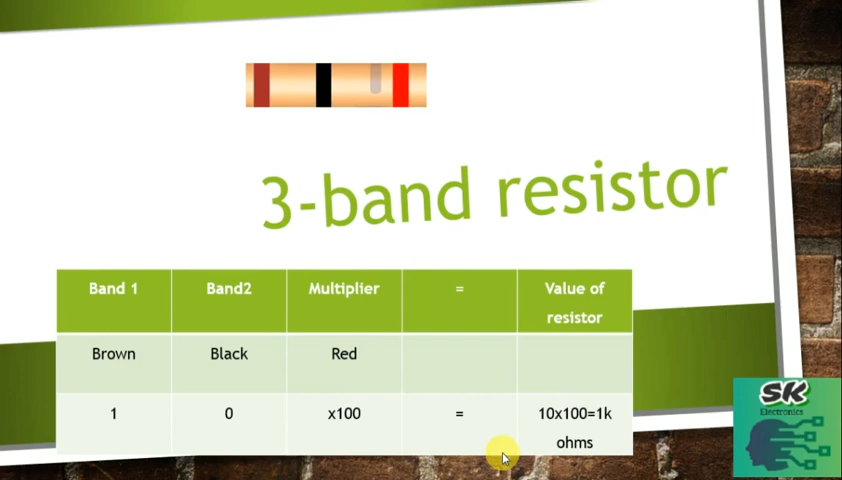 3-band resistor
Band 1 Band2 Multiplier = Value of
resistor
Brown Black Red
1 0 x100 = 10x100=1k
ohms
SK
Electronics